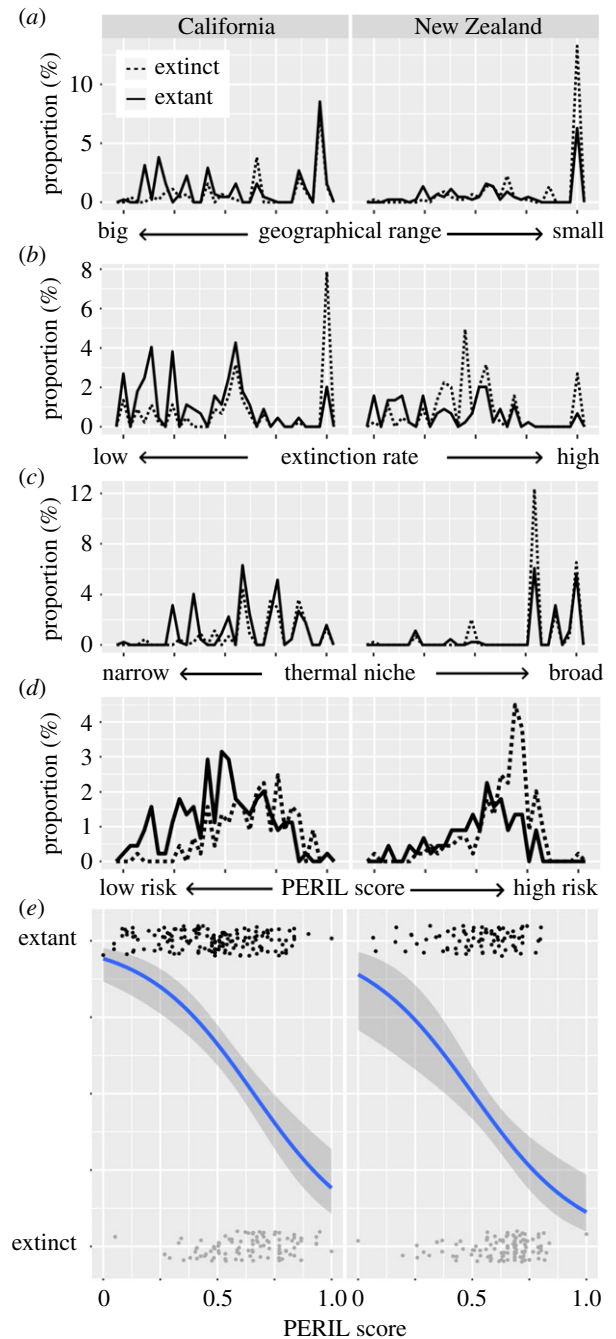 (a)
California
New Zealand
extinct
extant
proportion (%)
10
5
0
big
geographical range
small
(b)
proportion (%)
8
6
4
2
0
low
extinction rate
high
(c)
proportion (%)
12
8
4
0
narrow
thermal niche
broad
(d)
proportion (%)
4
3
2
1
0
low risk
PERIL score
high risk
(e)
extant
extinct
0 0.5 1.0 0 0.5 1.0
PERIL score